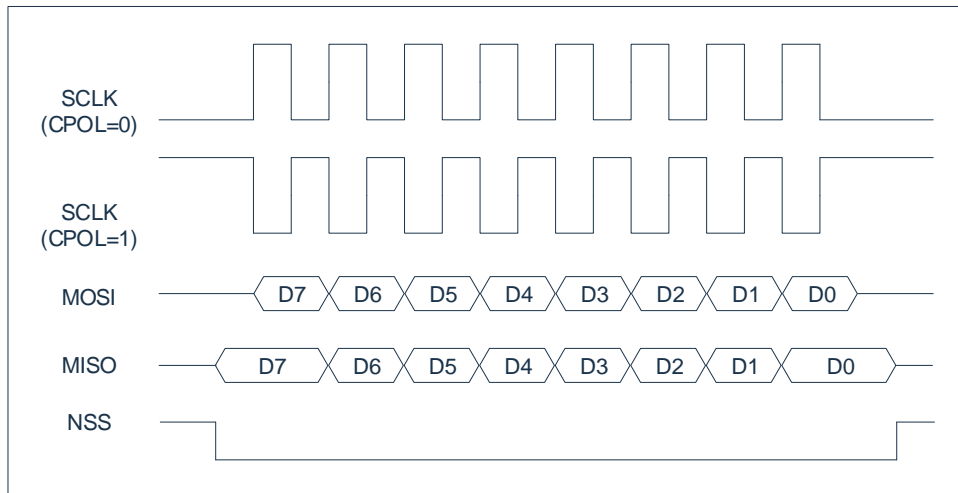 SCLK
(CPOL=0)
SCLK
(CPOL=1)
MOSI D7 D6 D5 D4 D3 D2 D1 D0
MISO D7 D6 D5 D4 D3 D2 D1 D0
NSS